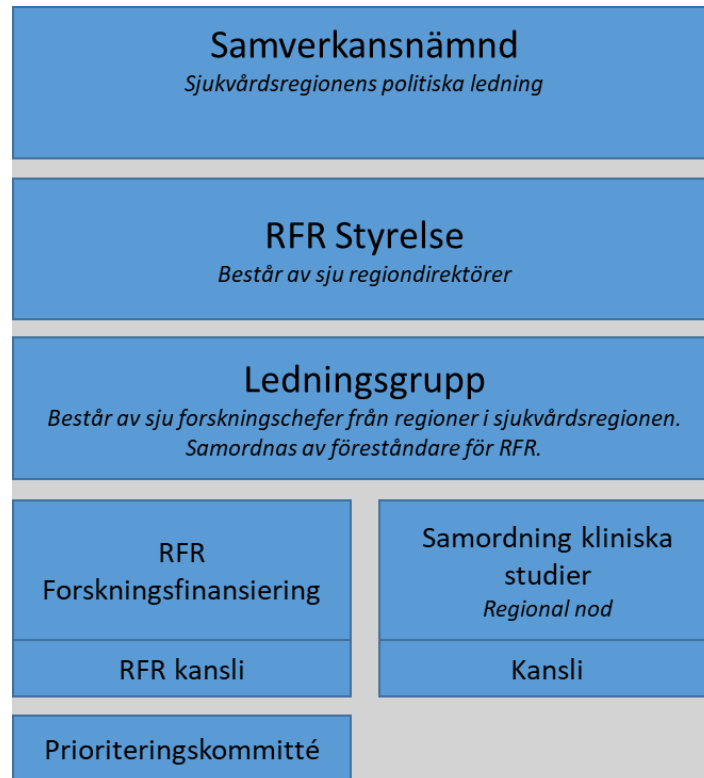 Samverkansnämnd
Sjukvårdsregionens politiska ledning
RFR Styrelse
Består av sju regiondirektörer
Ledningsgrupp
Består av sju forskningschefer från regioner i sjukvårdsregionen.
Samordnas av föreståndare för RFR.
RFR
Forskningsfinansiering
RFR kansli
Prioriteringskommitté
Samordning kliniska
studier
Regional nod
Kansli